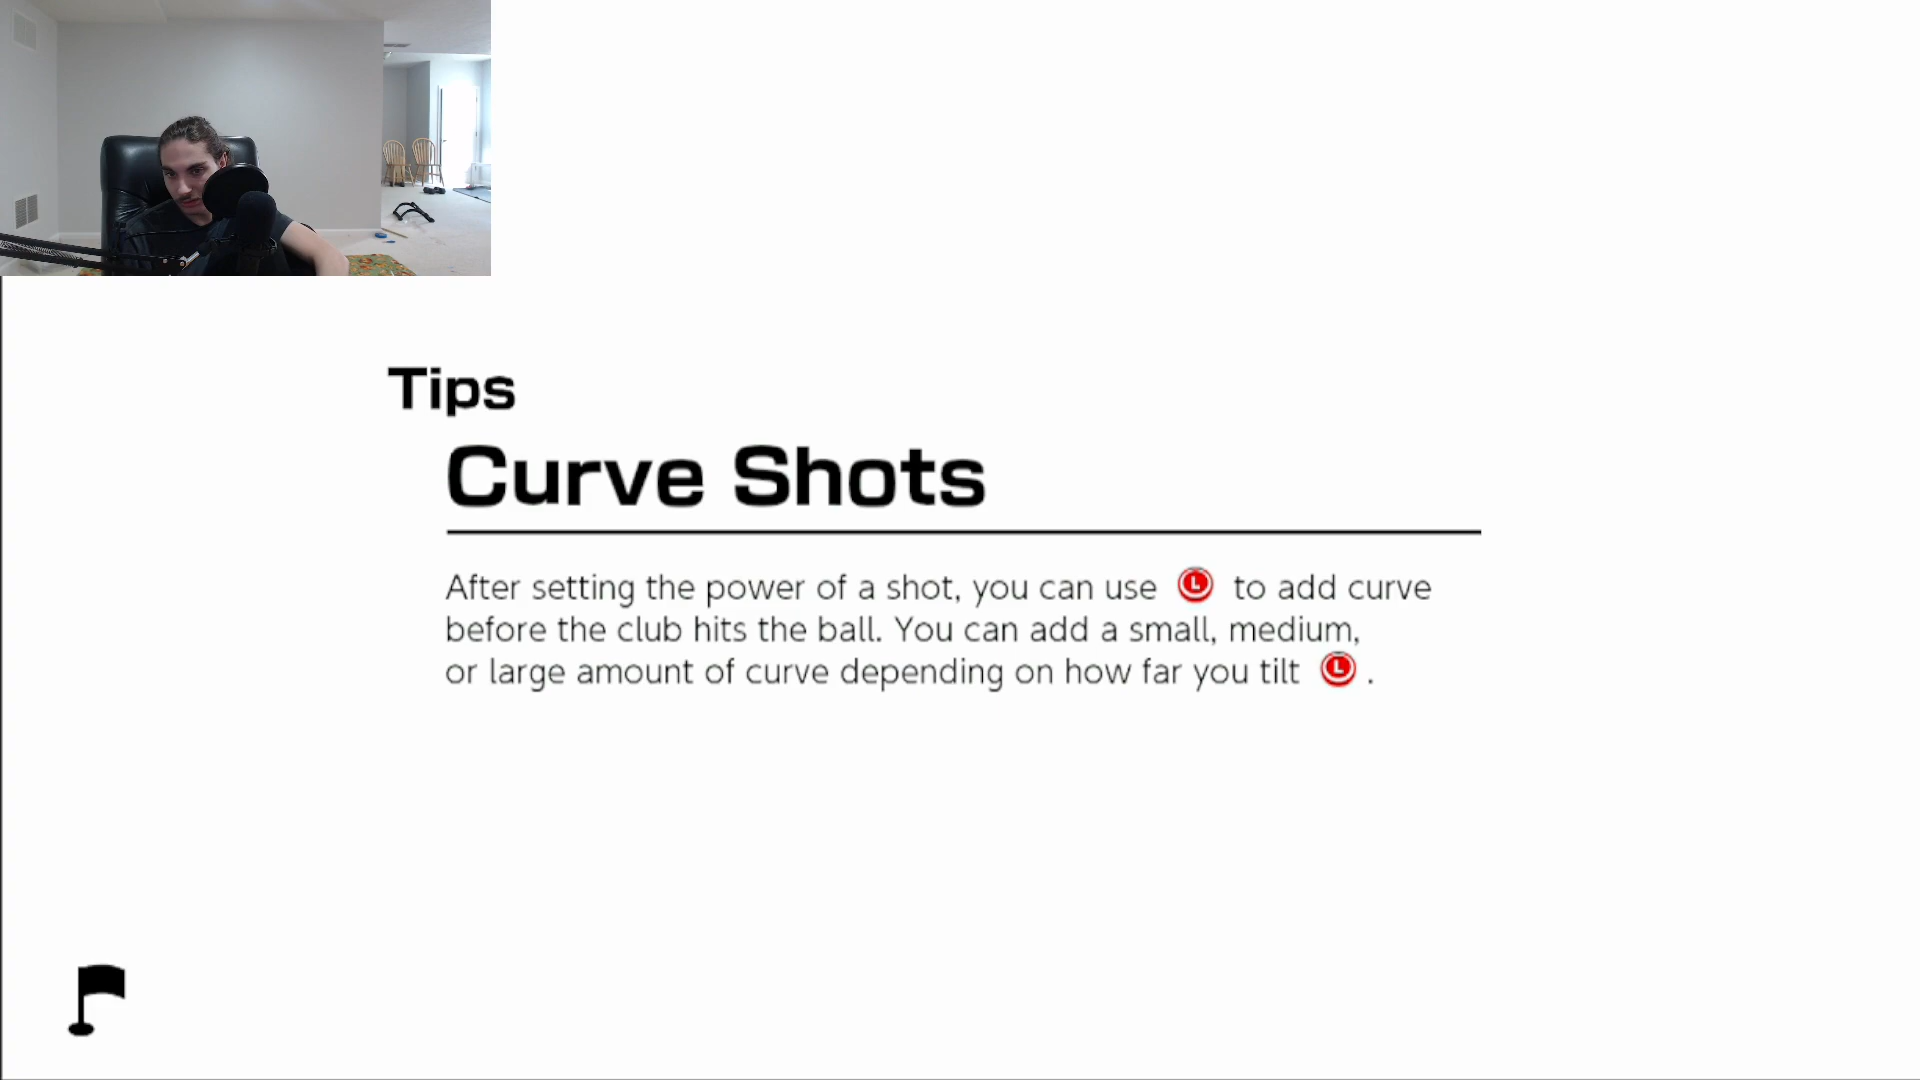 Tips
Curve Shots
After setting the power of a shot, you can use L to add curve
before the club hits the ball. You can add a small, medium,
or large amount of curve depending on how far you tilt L .